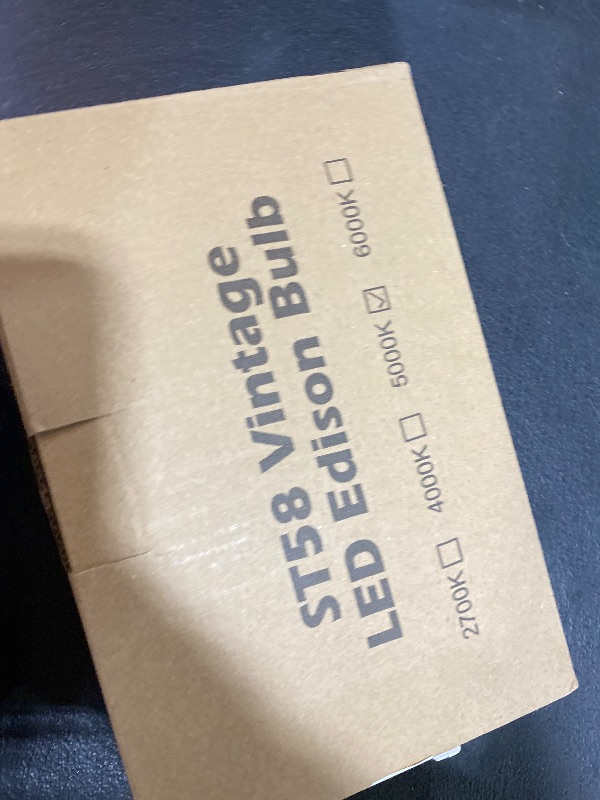 ST58 Vintage
LED Edison Bulb
2700K☐ 4000K☐ 5000K☑ 6000K☐